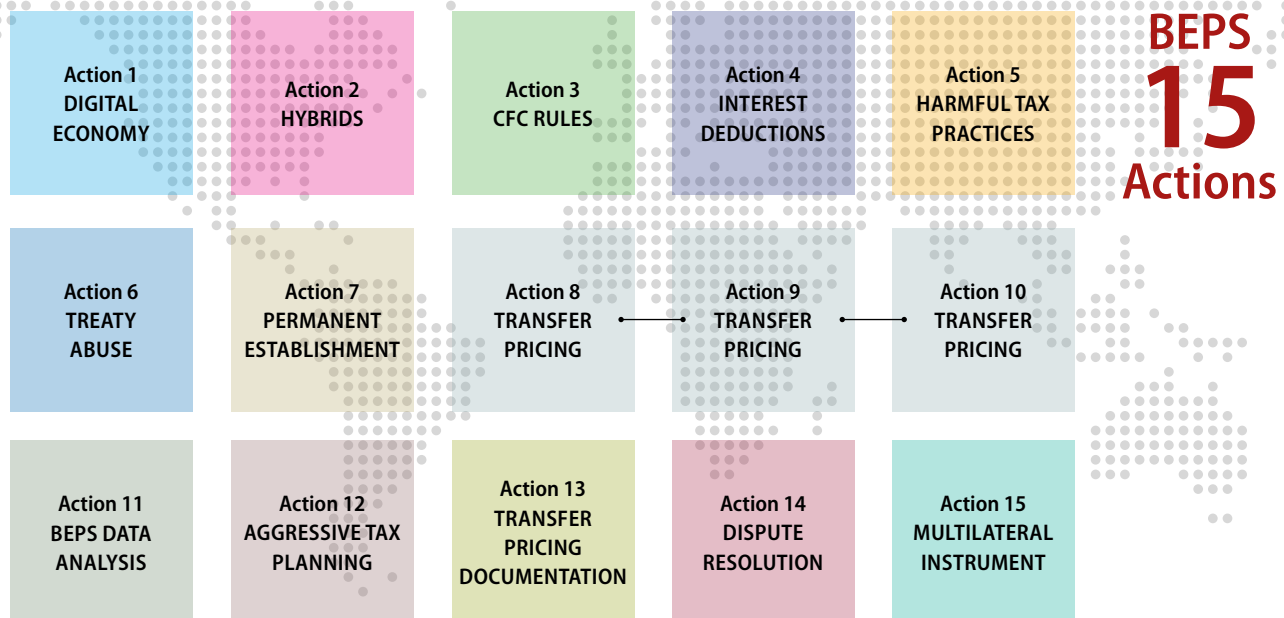 Action 1
DIGITAL
ECONOMY
Action 2
HYBRIDS
Action 3
CFC RULES
Action 4
INTEREST
DEDUCTIONS
Action 5
HARMFUL TAX
PRACTICES
BEPS
15
Actions
Action 6
TREATY
ABUSE
Action 7
PERMANENT
ESTABLISHMENT
Action 8
TRANSFER
PRICING
Action 9
TRANSFER
PRICING
Action 10
TRANSFER
PRICING
Action 11
BEPS DATA
ANALYSIS
Action 12
AGGRESSIVE TAX
PLANNING
Action 13
TRANSFER
PRICING
DOCUMENTATION
Action 14
DISPUTE
RESOLUTION
Action 15
MULTILATERAL
INSTRUMENT